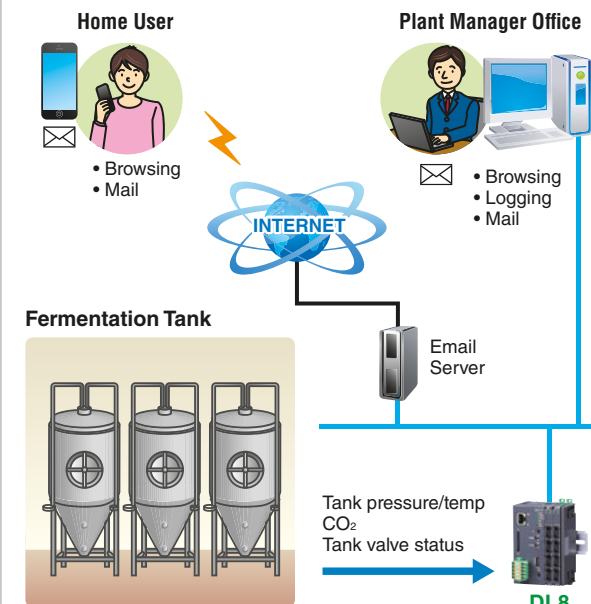 Home User
Plant Manager Office
• Browsing
• Mail
• Browsing
• Logging
• Mail
INTERNET
Fermentation Tank
Email
Server
Tank pressure/temp
CO₂
Tank valve status
DL8